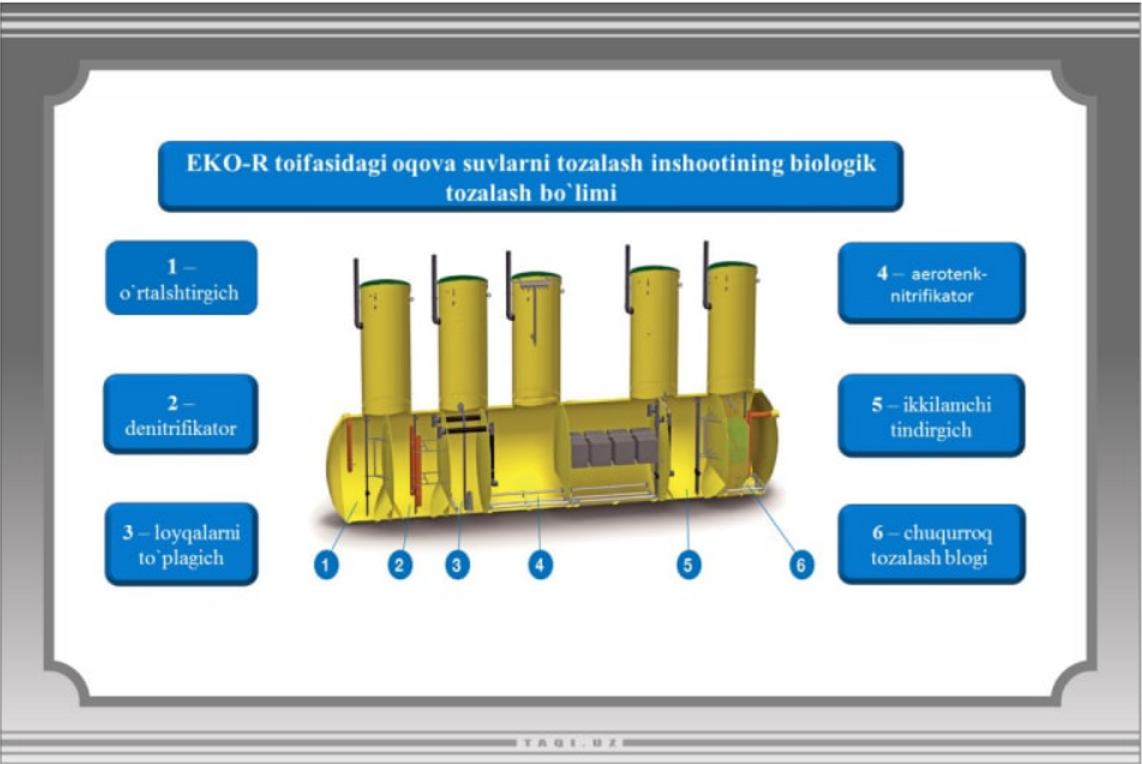 EKO-R toifasidagi oqova suvlarni tozalash inshootining biologik
tozalash bo`limi
1 –
o`rtalshtirgich
2 –
denitrifikator
3 – loyqalarni
to`plagich
4 – aerotenk-
nitrifikator
5 – ikkilamchi
tindirgich
6 – chuqurroq
tozalash blogi
1
2
3
4
5
6
TAQI.UZ